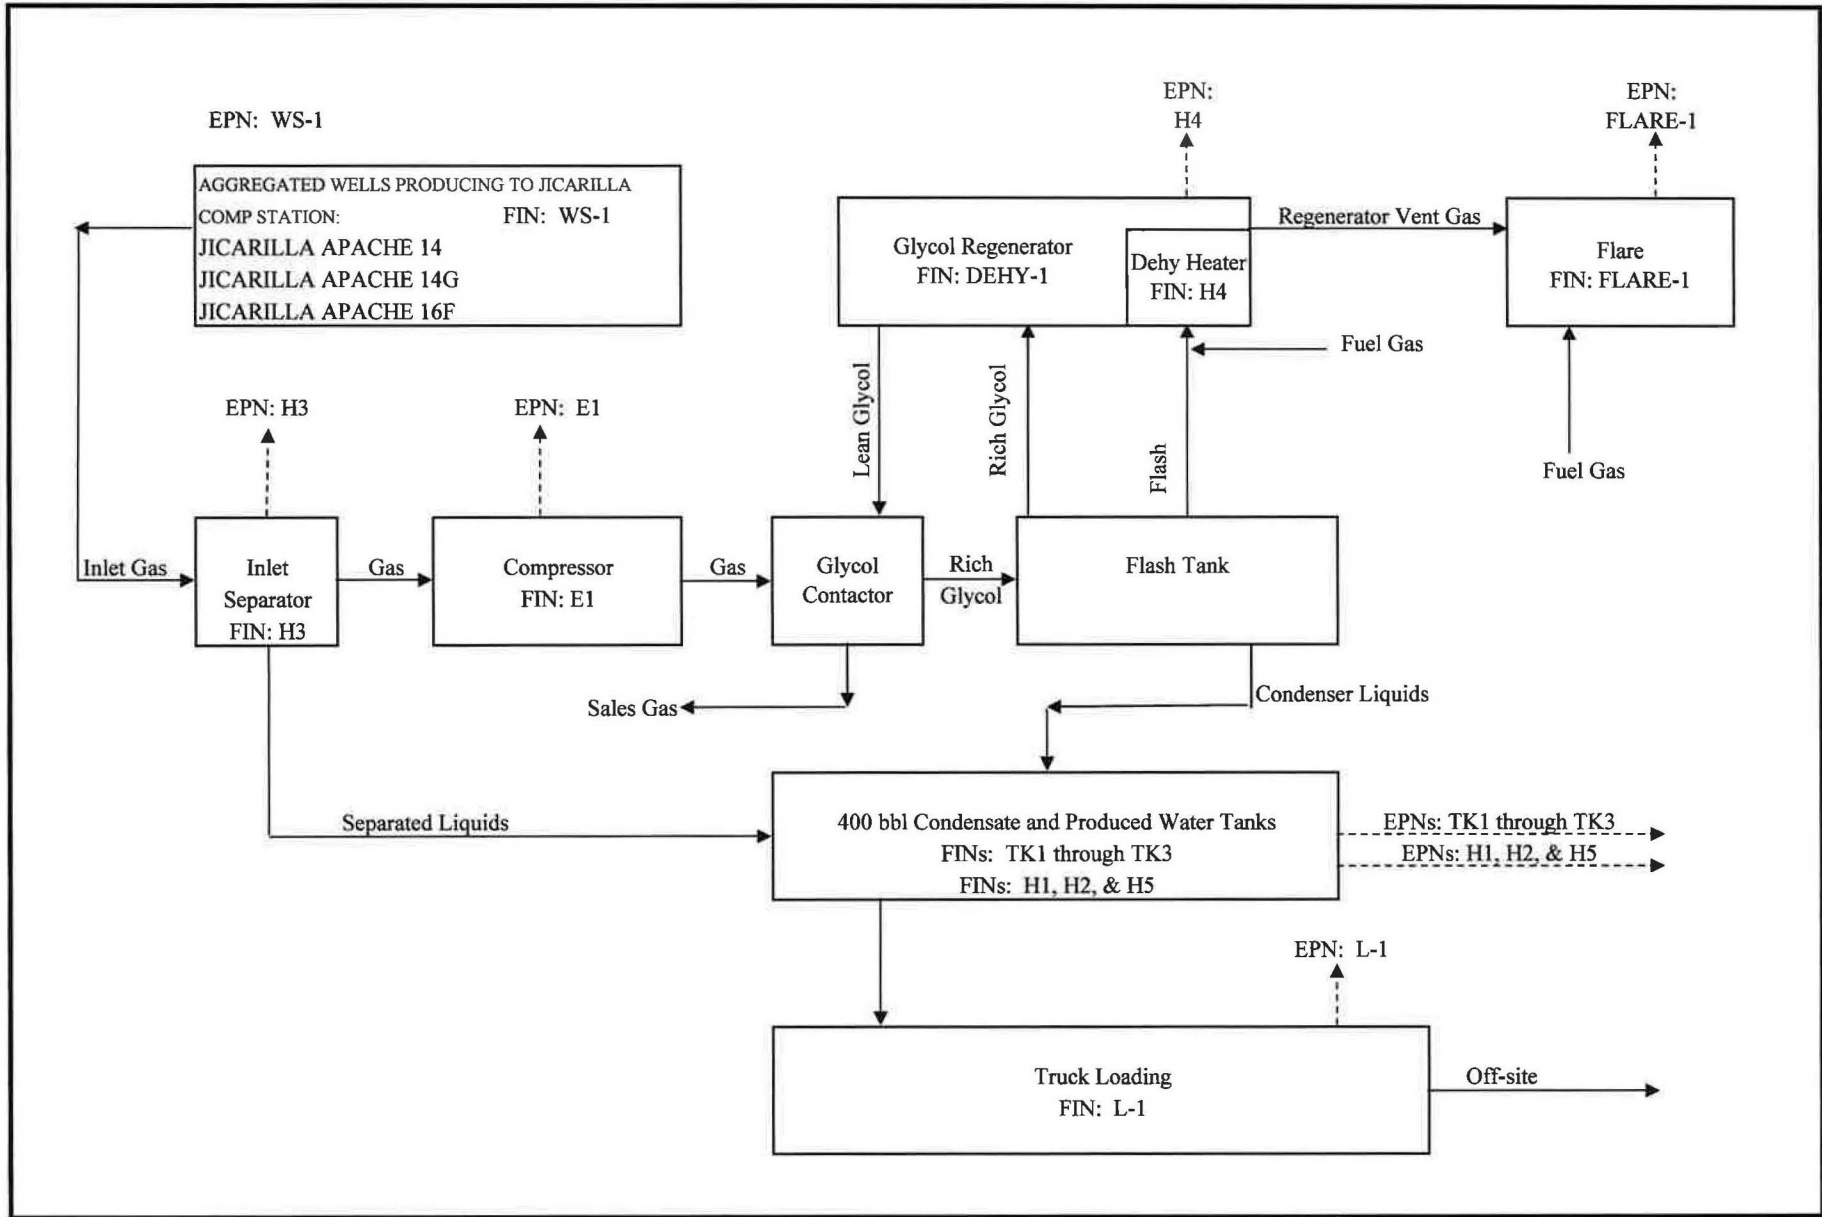 EPN: WS-1
EPN:
H4
EPN:
FLARE-1
AGGREGATED WELLS PRODUCING TO JICARILLA
COMP STATION: FIN: WS-1
JICARILLA APACHE 14
JICARILLA APACHE 14G
JICARILLA APACHE 16F
Glycol Regenerator
FIN: DEHY-1
Dehy Heater
FIN: H4
Regenerator Vent Gas
Flare
FIN: FLARE-1
Fuel Gas
Fuel Gas
Lean Glycol
Rich Glycol
Flash
EPN: H3
EPN: E1
Inlet Gas
Inlet
Separator
FIN: H3
Gas
Compressor
FIN: E1
Gas
Glycol
Contactor
Rich
Glycol
Flash Tank
Sales Gas
Condenser Liquids
Separated Liquids
400 bbl Condensate and Produced Water Tanks
FINs: TK1 through TK3
FINs: H1, H2, & H5
EPNs: TK1 through TK3
EPNs: H1, H2, & H5
EPN: L-1
Truck Loading
FIN: L-1
Off-site